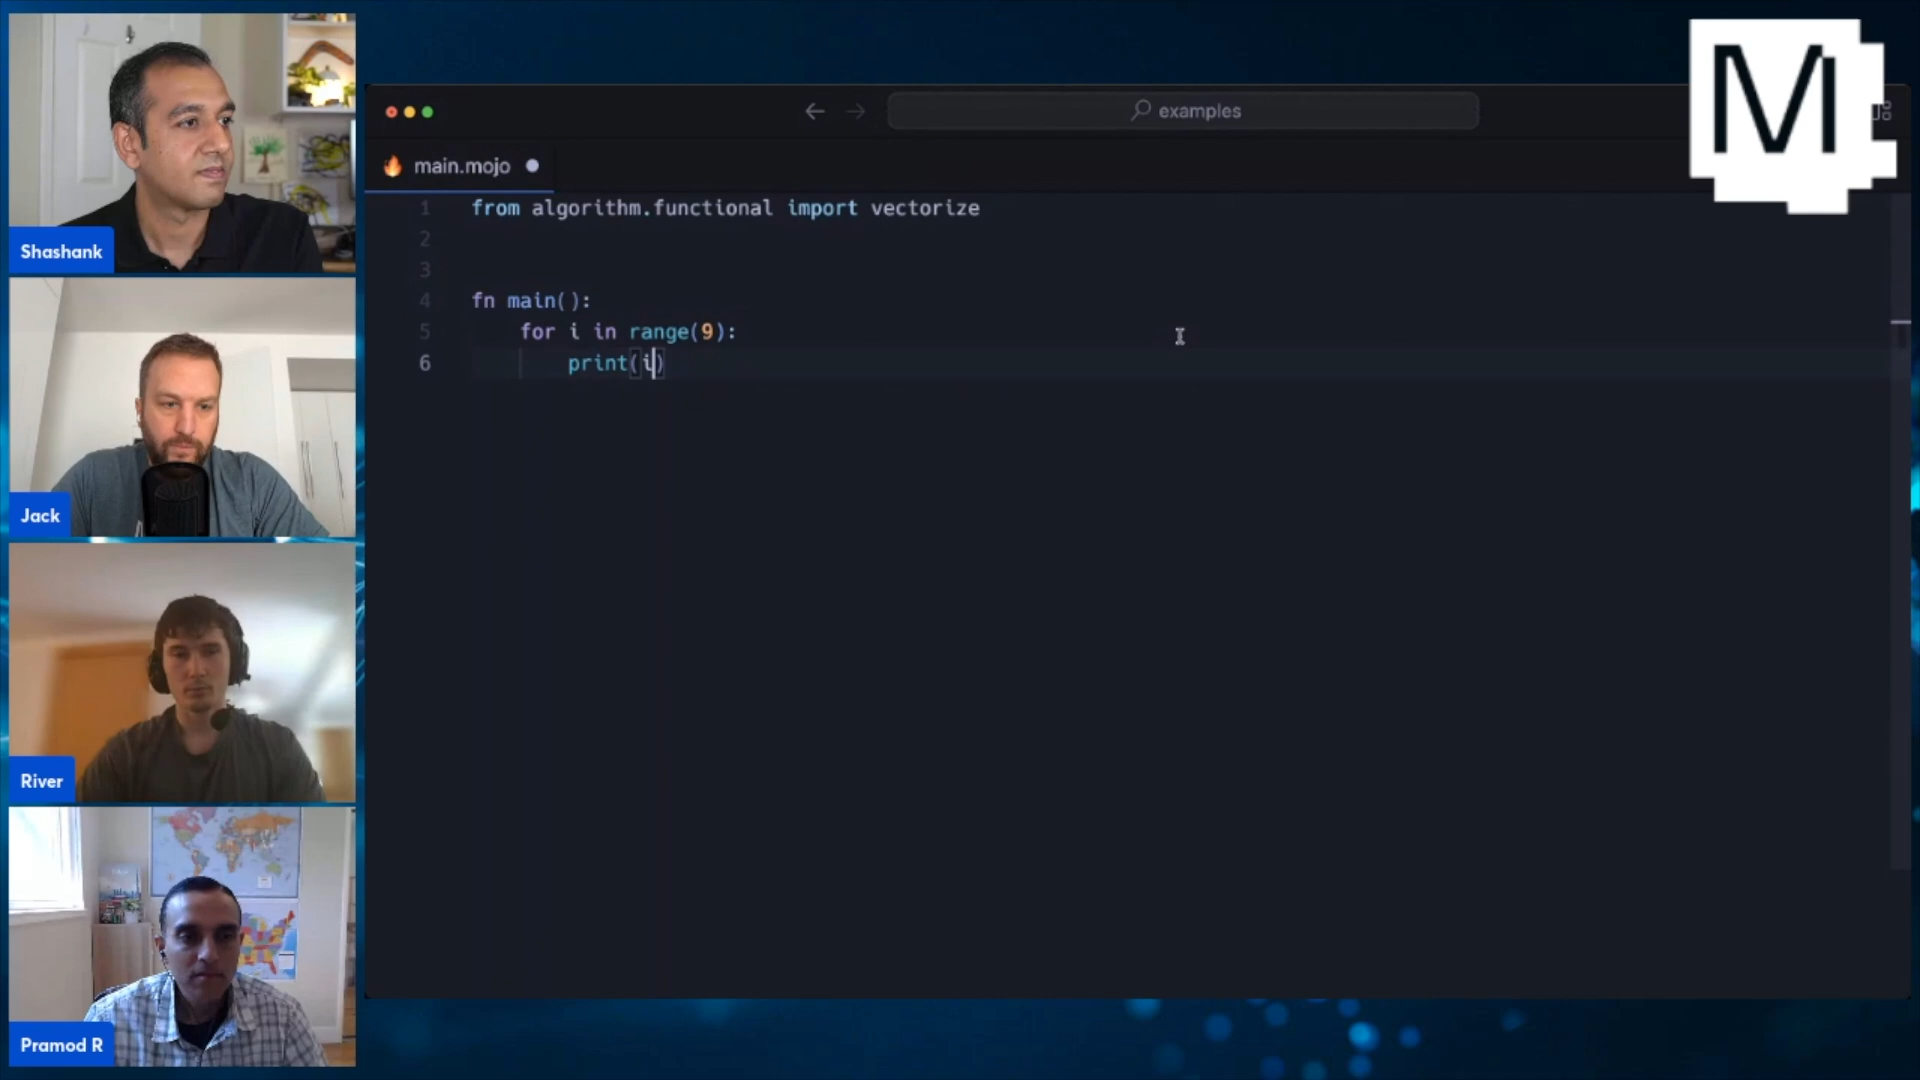 Shashank
Jack
River
Pramod R
M
examples
main.mojo
1 from algorithm.functional import vectorize
2
3
4 fn main():
5 for i in range(9):
6 print(i)